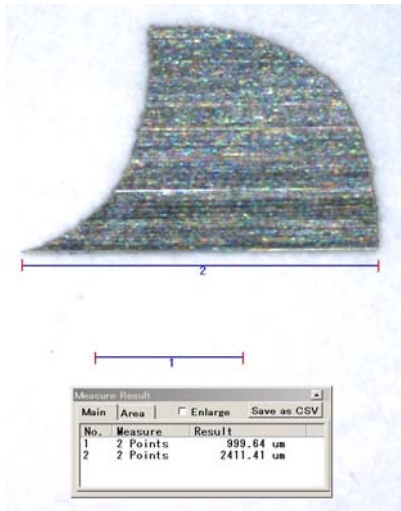 2
1
Measure Result
Main Area Enlarge Save as CSV
No. Measure Result
1 2 Points 999.64 um
2 2 Points 2411.41 um